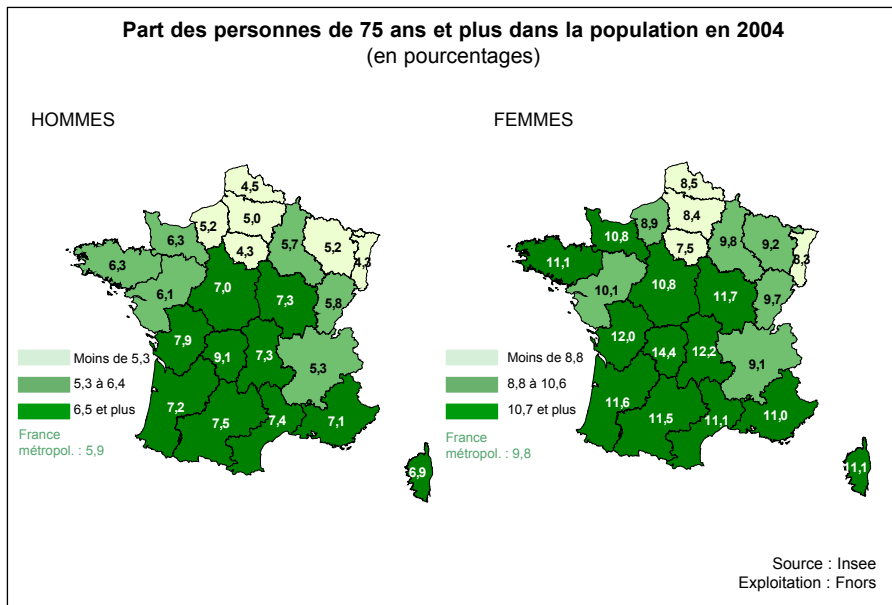 Part des personnes de 75 ans et plus dans la population en 2004
(en pourcentages)
HOMMES
4,5
5,0
5,2
4,3
5,7
5,2
4,3
6,3
6,3
6,1
7,0
7,3
5,8
7,9
9,1
7,3
5,3
7,2
7,5
7,4
7,1
6,9
Moins de 5,3
5,3 à 6,4
6,5 et plus
France
métropol. : 5,9
FEMMES
8,5
8,4
8,9
7,5
9,8
9,2
8,3
10,8
11,1
10,1
10,8
11,7
9,7
12,0
14,4
12,2
9,1
11,6
11,5
11,1
11,0
11,1
Moins de 8,8
8,8 à 10,6
10,7 et plus
France
métropol. : 9,8
Source : Insee
Exploitation : Fnors